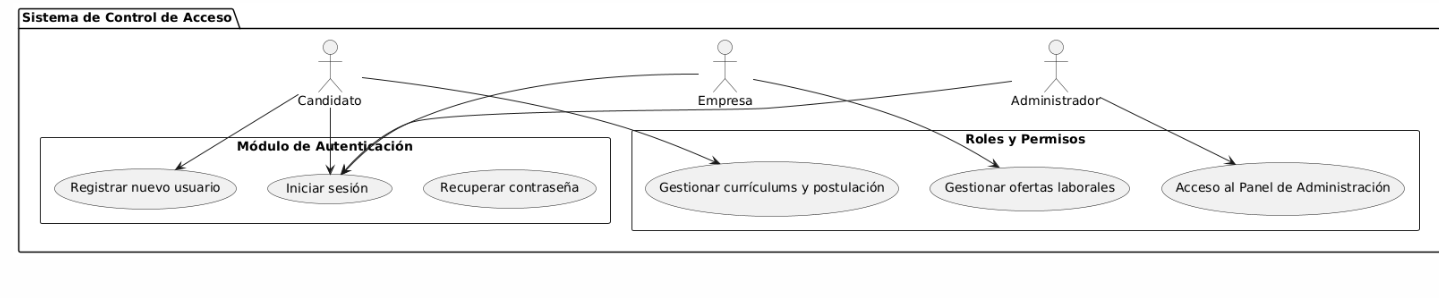 Sistema de Control de Acceso
Candidato
Empresa
Administrador
Módulo de Autenticación
Roles y Permisos
Registrar nuevo usuario
Iniciar sesión
Recuperar contraseña
Gestionar currículums y postulación
Gestionar ofertas laborales
Acceso al Panel de Administración